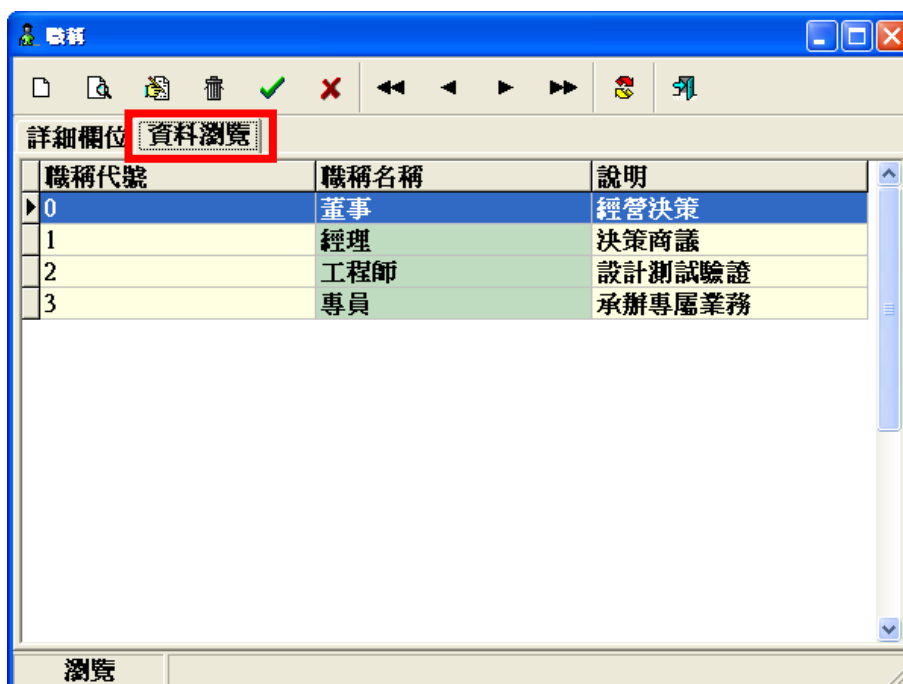 職稱
詳細欄位 資料瀏覽
職稱代號 職稱名稱 說明
0 董事 經營決策
1 經理 決策商議
2 工程師 設計測試驗證
3 專員 承辦專屬業務
瀏覽